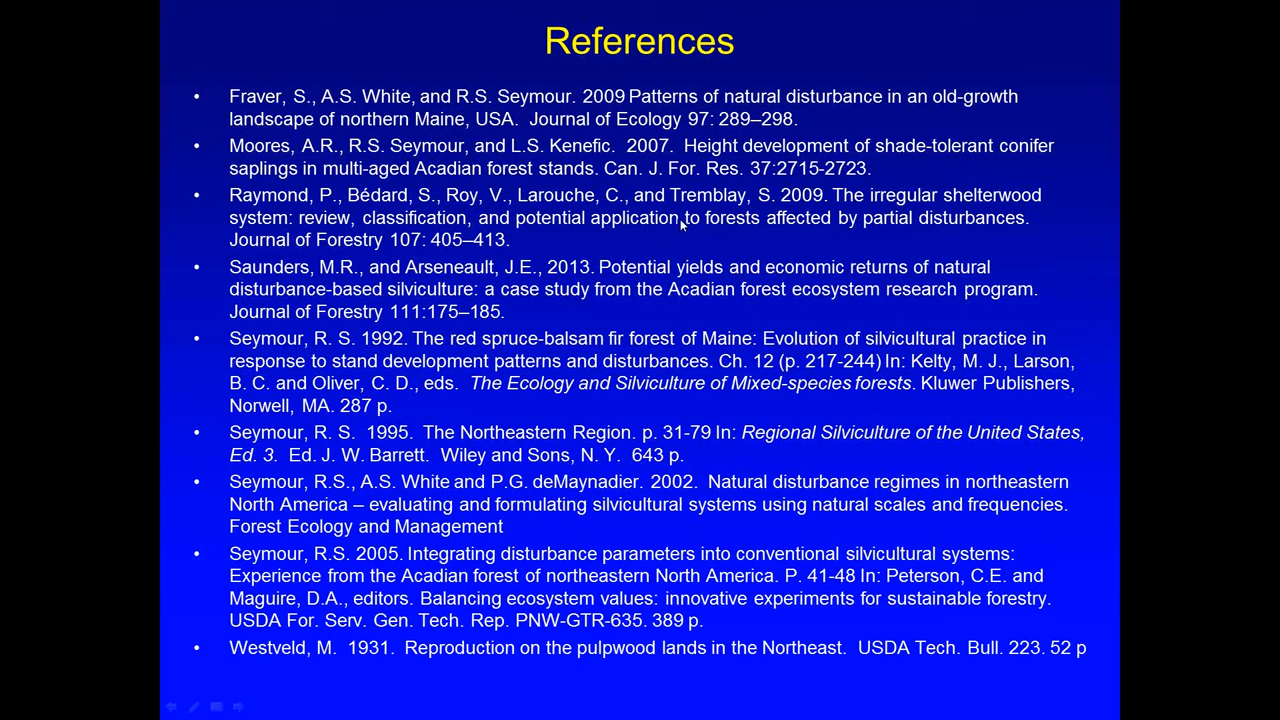 References
• Fraver, S., A.S. White, and R.S. Seymour. 2009 Patterns of natural disturbance in an old-growth
landscape of northern Maine, USA. Journal of Ecology 97: 289–298.
• Moores, A.R., R.S. Seymour, and L.S. Kenefic. 2007. Height development of shade-tolerant conifer
saplings in multi-aged Acadian forest stands. Can. J. For. Res. 37:2715-2723.
• Raymond, P., Bédard, S., Roy, V., Larouche, C., and Tremblay, S. 2009. The irregular shelterwood
system: review, classification, and potential application to forests affected by partial disturbances.
Journal of Forestry 107: 405–413.
• Saunders, M.R., and Arseneault, J.E., 2013. Potential yields and economic returns of natural
disturbance-based silviculture: a case study from the Acadian forest ecosystem research program.
Journal of Forestry 111:175–185.
• Seymour, R. S. 1992. The red spruce-balsam fir forest of Maine: Evolution of silvicultural practice in
response to stand development patterns and disturbances. Ch. 12 (p. 217-244) In: Kelty, M. J., Larson,
B. C. and Oliver, C. D., eds. The Ecology and Silviculture of Mixed-species forests. Kluwer Publishers,
Norwell, MA. 287 p.
• Seymour, R. S. 1995. The Northeastern Region. p. 31-79 In: Regional Silviculture of the United States,
Ed. 3. Ed. J. W. Barrett. Wiley and Sons, N. Y. 643 p.
• Seymour, R.S., A.S. White and P.G. deMaynadier. 2002. Natural disturbance regimes in northeastern
North America – evaluating and formulating silvicultural systems using natural scales and frequencies.
Forest Ecology and Management
• Seymour, R.S. 2005. Integrating disturbance parameters into conventional silvicultural systems:
Experience from the Acadian forest of northeastern North America. P. 41-48 In: Peterson, C.E. and
Maguire, D.A., editors. Balancing ecosystem values: innovative experiments for sustainable forestry.
USDA For. Serv. Gen. Tech. Rep. PNW-GTR-635. 389 p.
• Westveld, M. 1931. Reproduction on the pulpwood lands in the Northeast. USDA Tech. Bull. 223. 52 p